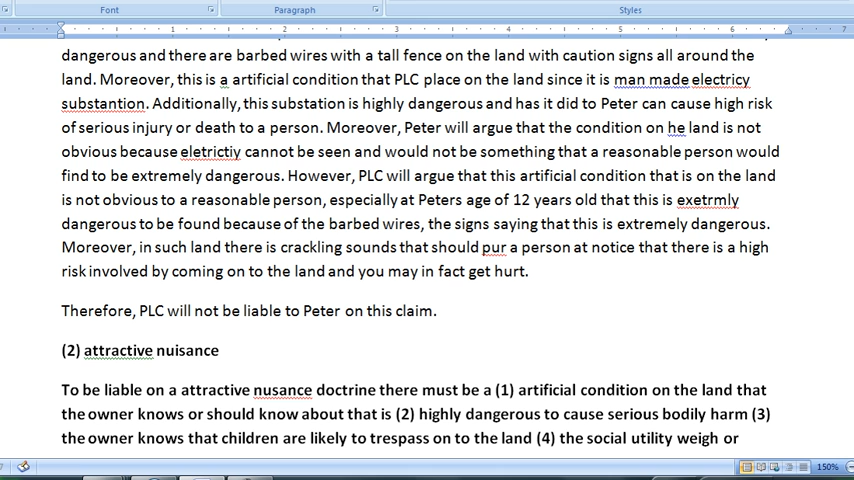 Font Paragraph Styles
1 2 3 4 5 6 7
dangerous and there are barbed wires with a tall fence on the land with caution signs all around the
land. Moreover, this is a artificial condition that PLC place on the land since it is man made electricy
substantion. Additionally, this substation is highly dangerous and has it did to Peter can cause high risk
of serious injury or death to a person. Moreover, Peter will argue that the condition on he land is not
obvious because eletrictiy cannot be seen and would not be something that a reasonable person would
find to be extremely dangerous. However, PLC will argue that this artificial condition that is on the land
is not obvious to a reasonable person, especially at Peters age of 12 years old that this is exetrmly
dangerous to be found because of the barbed wires, the signs saying that this is extremely dangerous.
Moreover, in such land there is crackling sounds that should pur a person at notice that there is a high
risk involved by coming on to the land and you may in fact get hurt.
Therefore, PLC will not be liable to Peter on this claim.
(2) attractive nuisance
To be liable on a attractive nusance doctrine there must be a (1) artificial condition on the land that
the owner knows or should know about that is (2) highly dangerous to cause serious bodily harm (3)
the owner knows that children are likely to trespass on to the land (4) the social utility weigh or
150%